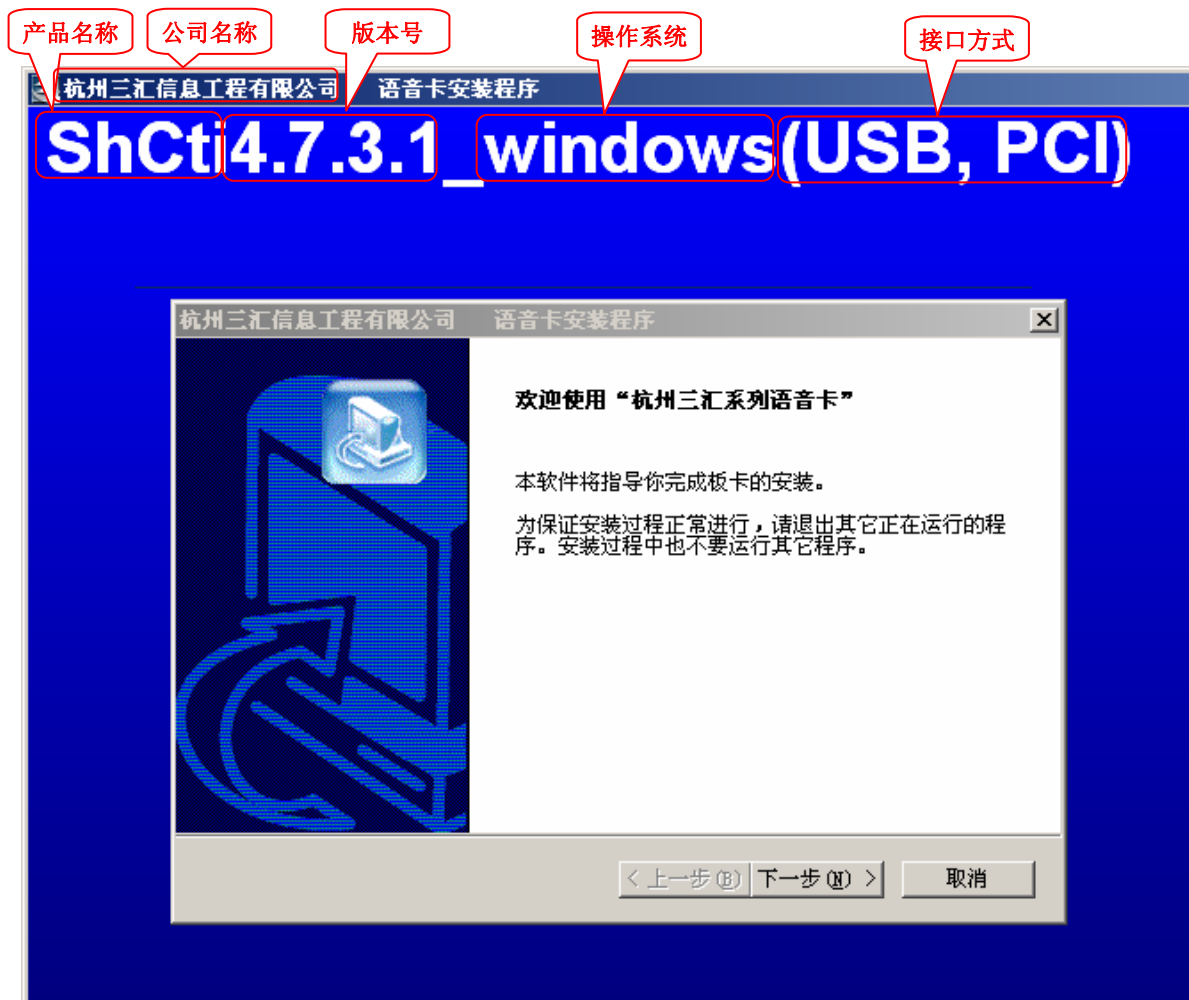 产品名称 公司名称 版本号 操作系统 接口方式
杭州三汇信息工程有限公司 语音卡安装程序
ShCti4.7.3.1_windows(USB, PCI)
杭州三汇信息工程有限公司 语音卡安装程序
欢迎使用“杭州三汇系列语音卡”
本软件将指导你完成板卡的安装。
为保证安装过程正常进行，请退出其它正在运行的程
序。安装过程中也不要运行其它程序。
< 上一步(B) 下一步(N) > 取消